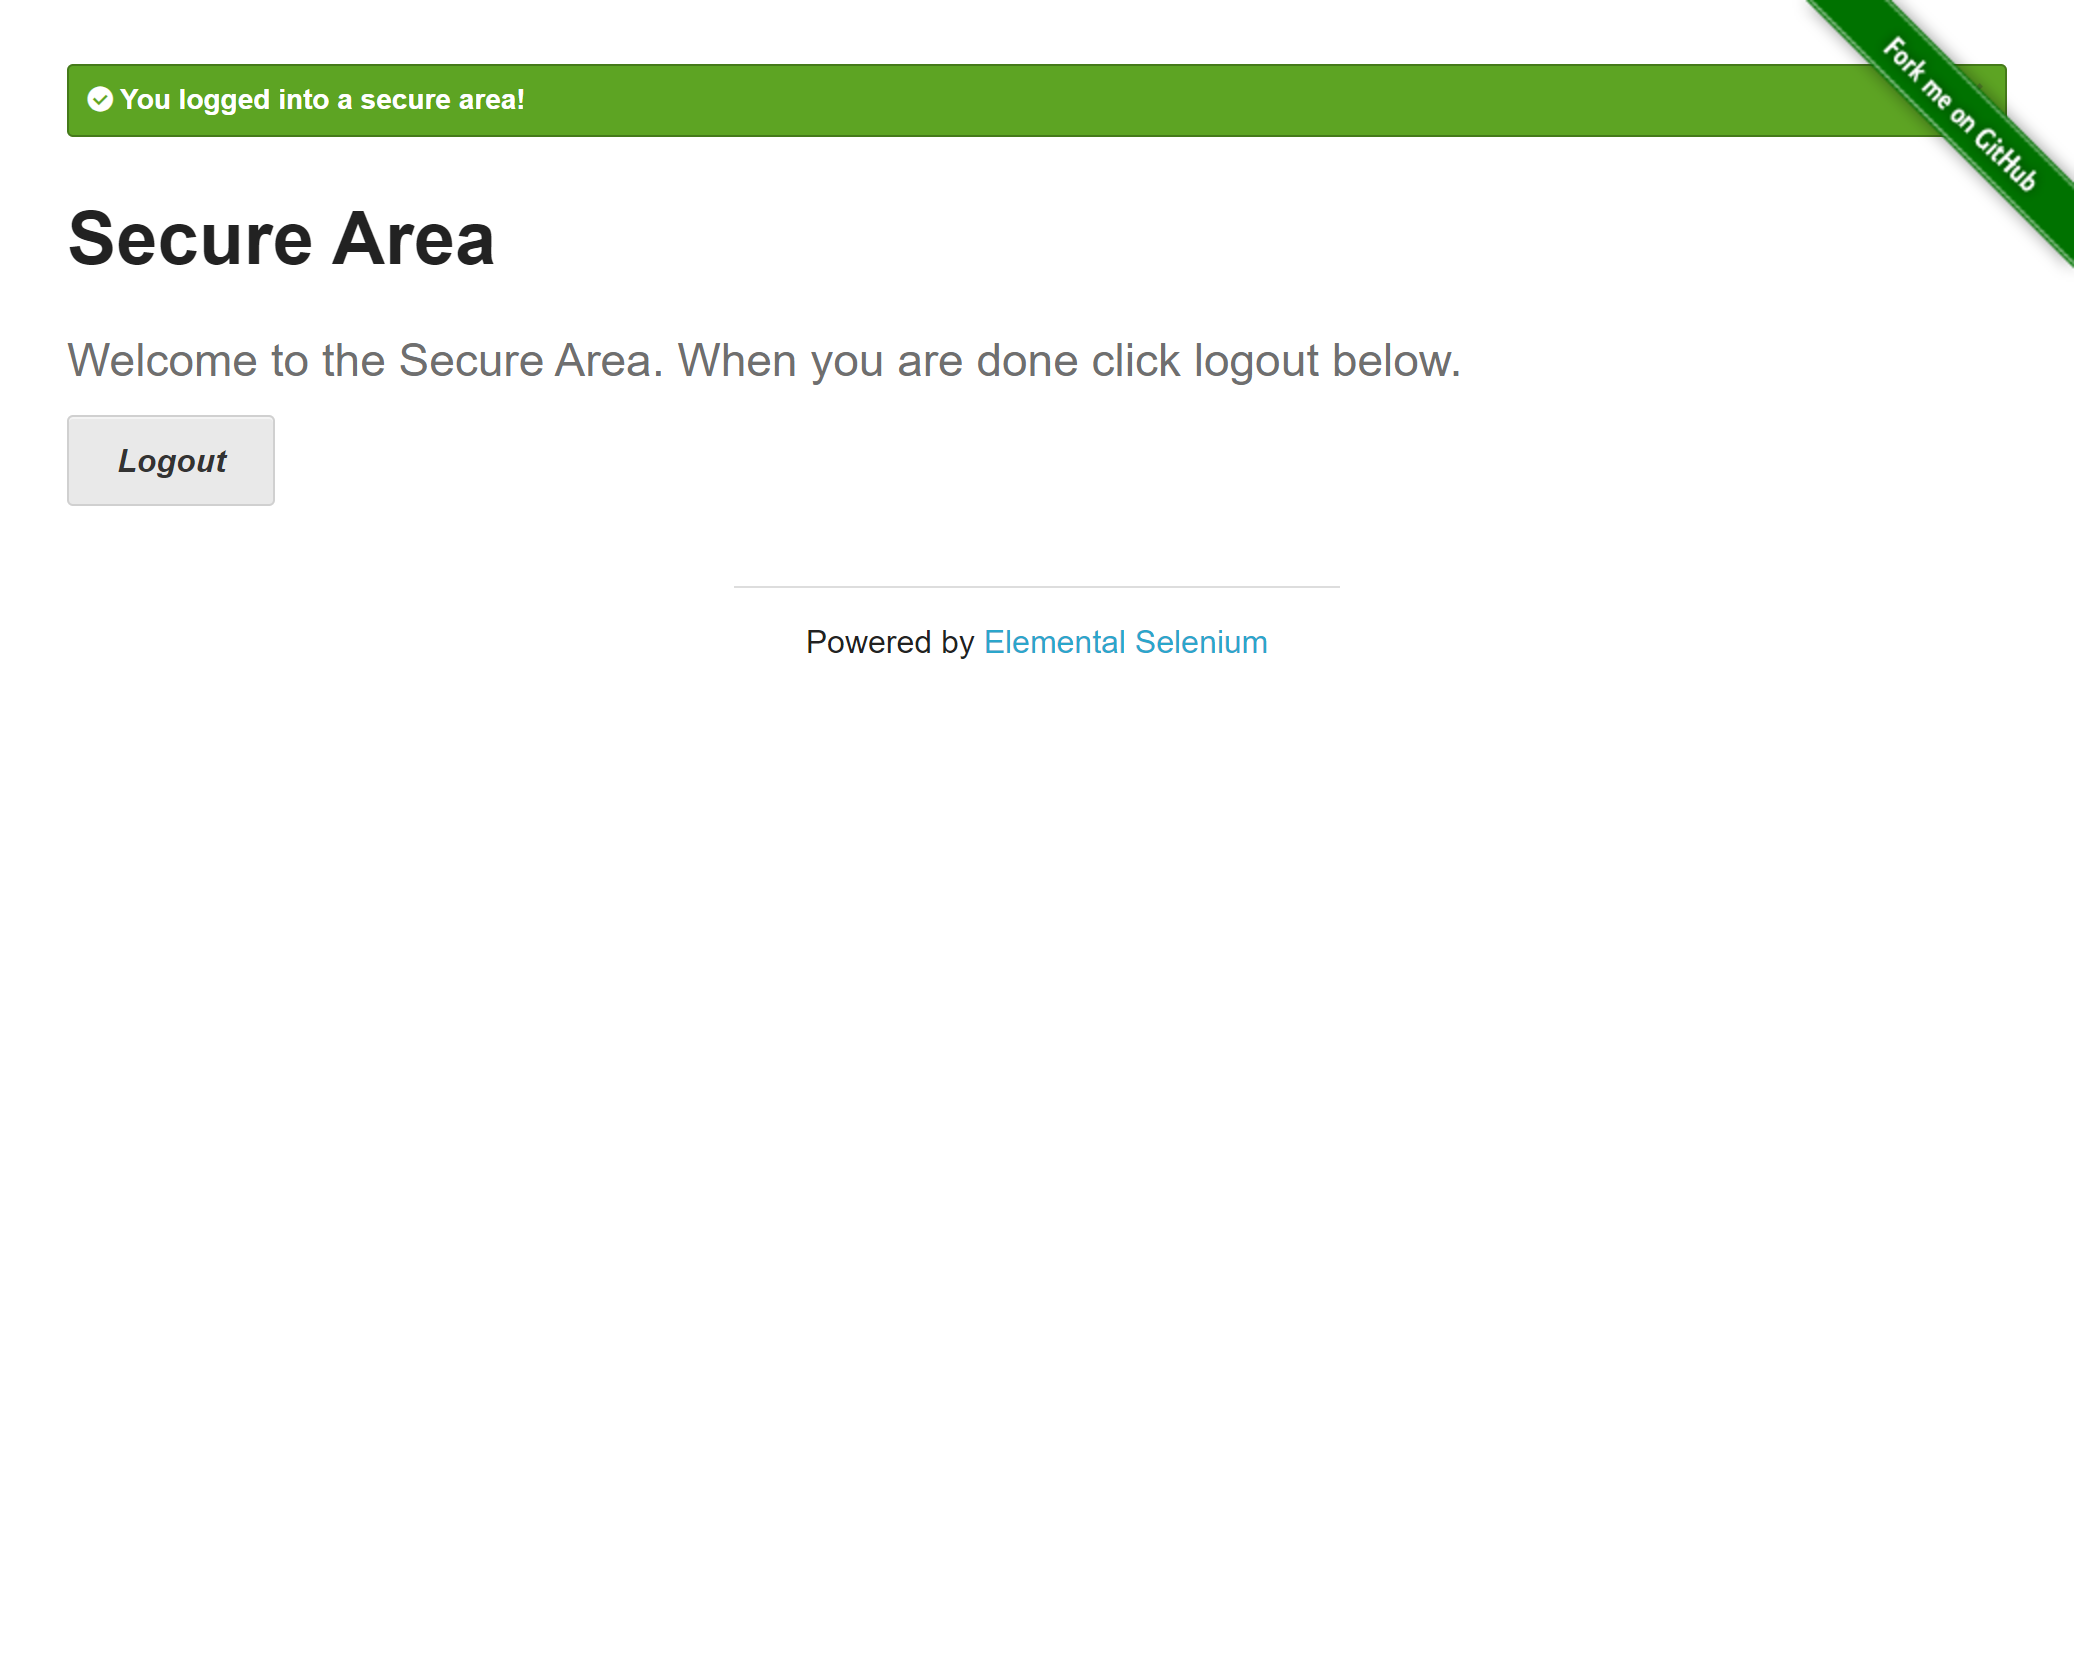 You logged into a secure area!
Fork me on GitHub
Secure Area
Welcome to the Secure Area. When you are done click logout below.
Logout
Powered by Elemental Selenium